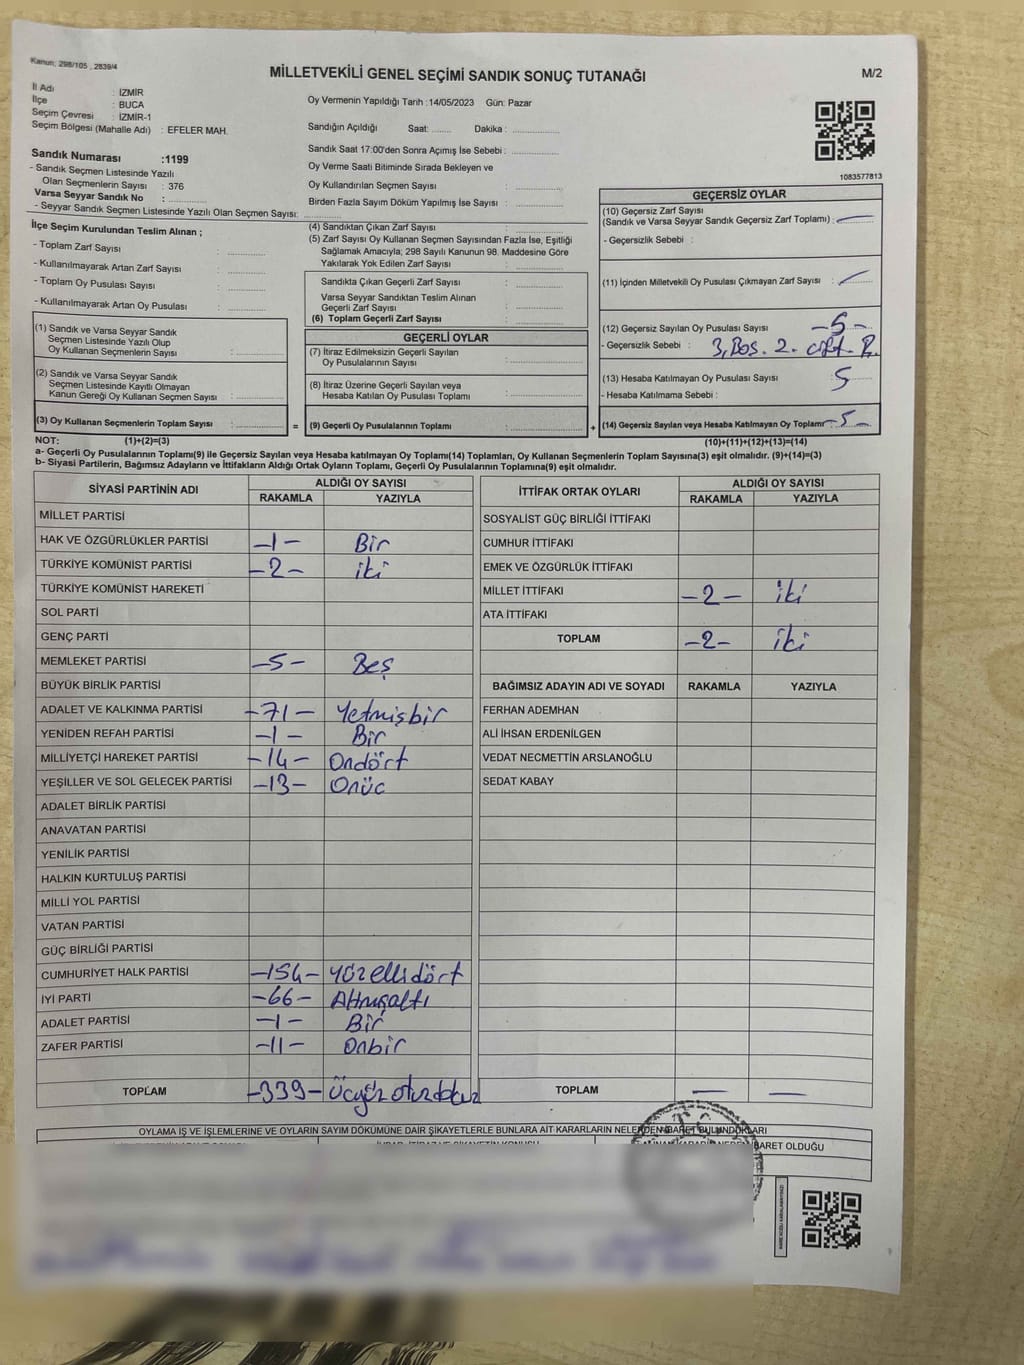 Kanun; 298/105 , 2839/4
MİLLETVEKİLİ GENEL SEÇİMİ SANDIK SONUÇ TUTANAĞI
M/2
İl Adı : İZMİR
İlçe : BUCA
Seçim Çevresi : İZMİR-1
Seçim Bölgesi (Mahalle Adı) : EFELER MAH.
Sandık Numarası :1199
- Sandık Seçmen Listesinde Yazılı
Olan Seçmenlerin Sayısı : 376
Varsa Seyyar Sandık No :
- Seyyar Sandık Seçmen Listesinde Yazılı Olan Seçmen Sayısı:
Oy Vermenin Yapıldığı Tarih :14/05/2023 Gün: Pazar
Sandığın Açıldığı Saat: Dakika :
Sandık Saat 17:00'den Sonra Açımış İse Sebebi :
Oy Verme Saati Bitiminde Sırada Bekleyen ve
Oy Kullandırılan Seçmen Sayısı :
Birden Fazla Sayım Döküm Yapılmış İse Sayısı :
1083577813
İlçe Seçim Kurulundan Teslim Alınan ;
- Toplam Zarf Sayısı :
- Kullanılmayarak Artan Zarf Sayısı :
- Toplam Oy Pusulası Sayısı :
- Kullanılmayarak Artan Oy Pusulası :
(1) Sandık ve Varsa Seyyar Sandık
Seçmen Listesinde Yazılı Olup
Oy Kullanan Seçmenlerin Sayısı :
(2) Sandık ve Varsa Seyyar Sandık
Seçmen Listesinde Kayıtlı Olmayan
Kanun Gereği Oy Kullanan Seçmen Sayısı :
(3) Oy Kullanan Seçmenlerin Toplam Sayısı : =
(4) Sandıktan Çıkan Zarf Sayısı :
(5) Zarf Sayısı Oy Kullanan Seçmen Sayısından Fazla İse, Eşitliği
Sağlamak Amacıyla; 298 Sayılı Kanunun 98. Maddesine Göre
Yakılarak Yok Edilen Zarf Sayısı :
Sandıkta Çıkan Geçerli Zarf Sayısı :
Varsa Seyyar Sandıktan Teslim Alınan
Geçerli Zarf Sayısı :
(6) Toplam Geçerli Zarf Sayısı :
GEÇERLİ OYLAR
(7) İtiraz Edilmeksizin Geçerli Sayılan
Oy Pusulasının Sayısı :
(8) İtiraz Üzerine Geçerli Sayılan veya
Hesaba Katılan Oy Pusulası Toplamı :
(9) Geçerli Oy Pusulalarının Toplamı : +
GEÇERSİZ OYLAR
(10) Geçersiz Zarf Sayısı
(Sandık ve Varsa Seyyar Sandık Geçersiz Zarf Toplamı) : —
- Geçersizlik Sebebi :
(11) İçinden Milletvekili Oy Pusulası Çıkmayan Zarf Sayısı : —
(12) Geçersiz Sayılan Oy Pusulası Sayısı : -5-
- Geçersizlik Sebebi : 3, Boş. 2. çift.
(13) Hesaba Katılmayan Oy Pusulası Sayısı : 5
- Hesaba Katılmama Sebebi :
(14) Geçersiz Sayılan veya Hesaba Katılmayan Oy Toplamı -5-
NOT: (1)+(2)=(3) (10)+(11)+(12)+(13)=(14)
a- Geçerli Oy Pusulalarının Toplamı(9) ile Geçersiz Sayılan veya Hesaba katılmayan Oy Toplamı(14) Toplamları, Oy Kullanan Seçmenlerin Toplam Sayısına(3) eşit olmalıdır. (9)+(14)=(3)
b- Siyasi Partilerin, Bağımsız Adayların ve İttifakların Aldığı Ortak Oyların Toplamı, Geçerli Oy Pusulalarının Toplamına(9) eşit olmalıdır.
SİYASİ PARTİNİN ADI ALDIĞI OY SAYISI
RAKAMLA YAZIYLA
MİLLET PARTİSİ
HAK VE ÖZGÜRLÜKLER PARTİSİ -1- Bir
TÜRKİYE KOMÜNİST PARTİSİ -2- iki
TÜRKİYE KOMÜNİST HAREKETİ
SOL PARTİ
GENÇ PARTİ
MEMLEKET PARTİSİ -5- Beş
BÜYÜK BİRLİK PARTİSİ
ADALET VE KALKINMA PARTİSİ -71- Yetmişbir
YENİDEN REFAH PARTİSİ -1- Bir
MİLLİYETÇİ HAREKET PARTİSİ -14- Ondört
YEŞİLLER VE SOL GELECEK PARTİSİ -13- Onüc
ADALET BİRLİK PARTİSİ
ANAVATAN PARTİSİ
YENİLİK PARTİSİ
HALKIN KURTULUŞ PARTİSİ
MİLLİ YOL PARTİSİ
VATAN PARTİSİ
GÜÇ BİRLİĞİ PARTİSİ
CUMHURİYET HALK PARTİSİ -154- Yüzellidört
İYİ PARTİ -66- Altmışaltı
ADALET PARTİSİ -1- Bir
ZAFER PARTİSİ -11- Onbir
TOPLAM -339- Üçyüzotuzdokuz
İTTİFAK ORTAK OYLARI ALDIĞI OY SAYISI
RAKAMLA YAZIYLA
SOSYALİST GÜÇ BİRLİĞİ İTTİFAKI
CUMHUR İTTİFAKI
EMEK VE ÖZGÜRLÜK İTTİFAKI
MİLLET İTTİFAKI -2- iki
ATA İTTİFAKI
TOPLAM -2- iki
BAĞIMSIZ ADAYIN ADI VE SOYADI RAKAMLA YAZIYLA
FERHAN ADEMHAN
ALİ İHSAN ERDENİLGEN
VEDAT NECMETTİN ARSLANOĞLU
SEDAT KABAY
TOPLAM — —
OYLAMA İŞ VE İŞLEMLERİNE VE OYLARIN SAYIM DÖKÜMÜNE DAİR ŞİKAYETLERLE BUNLARA AİT KARARLARIN NELERDEN İBARET BULUNDUKLARI
İBARET OLDUĞU